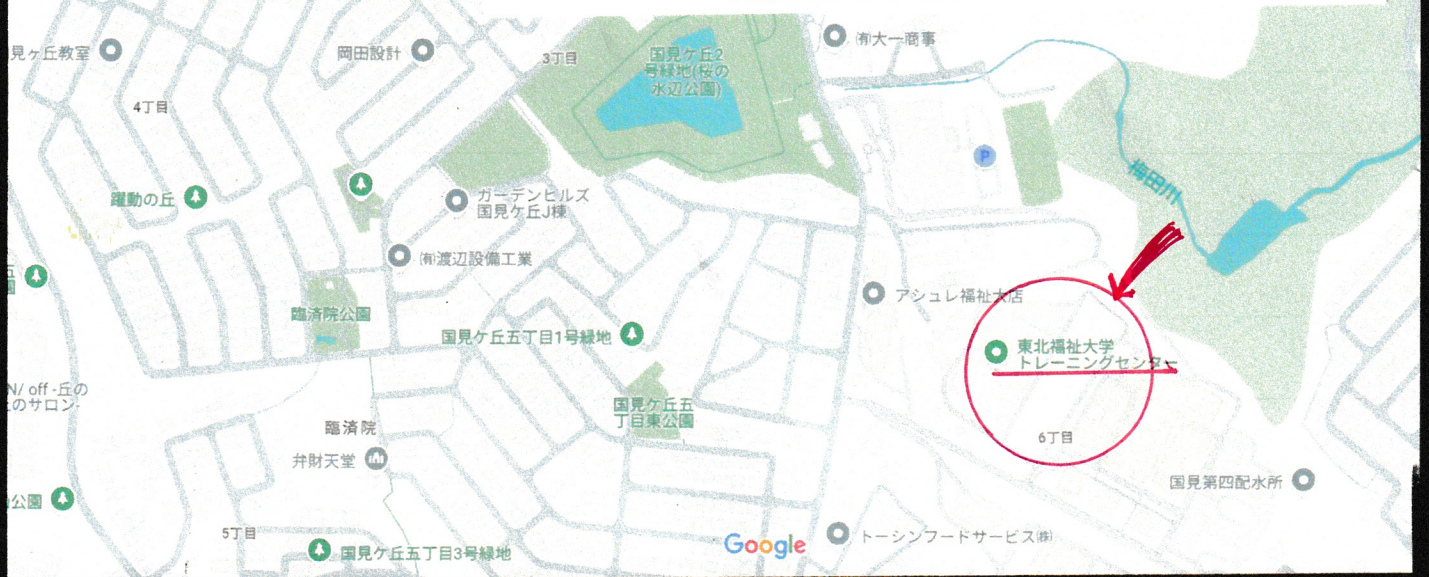 見ヶ丘教室
岡田設計
3丁目
国見ケ丘2
号緑地(桜の
水辺公園)
㈲大一商事
4丁目
P
梅田川
躍動の丘
ガーデンヒルズ
国見ケ丘J棟
㈲渡辺設備工業
五
園
アシュレ福祉大店
臨済院公園
国見ケ丘五丁目1号緑地
東北福祉大学
トレーニングセンター
N/ off -丘の
このサロン-
国見ケ丘五
丁目東公園
臨済院
6丁目
弁財天堂
国見第四配水所
公園
5丁目
国見ケ丘五丁目3号緑地
Google
トーシンフードサービス㈱